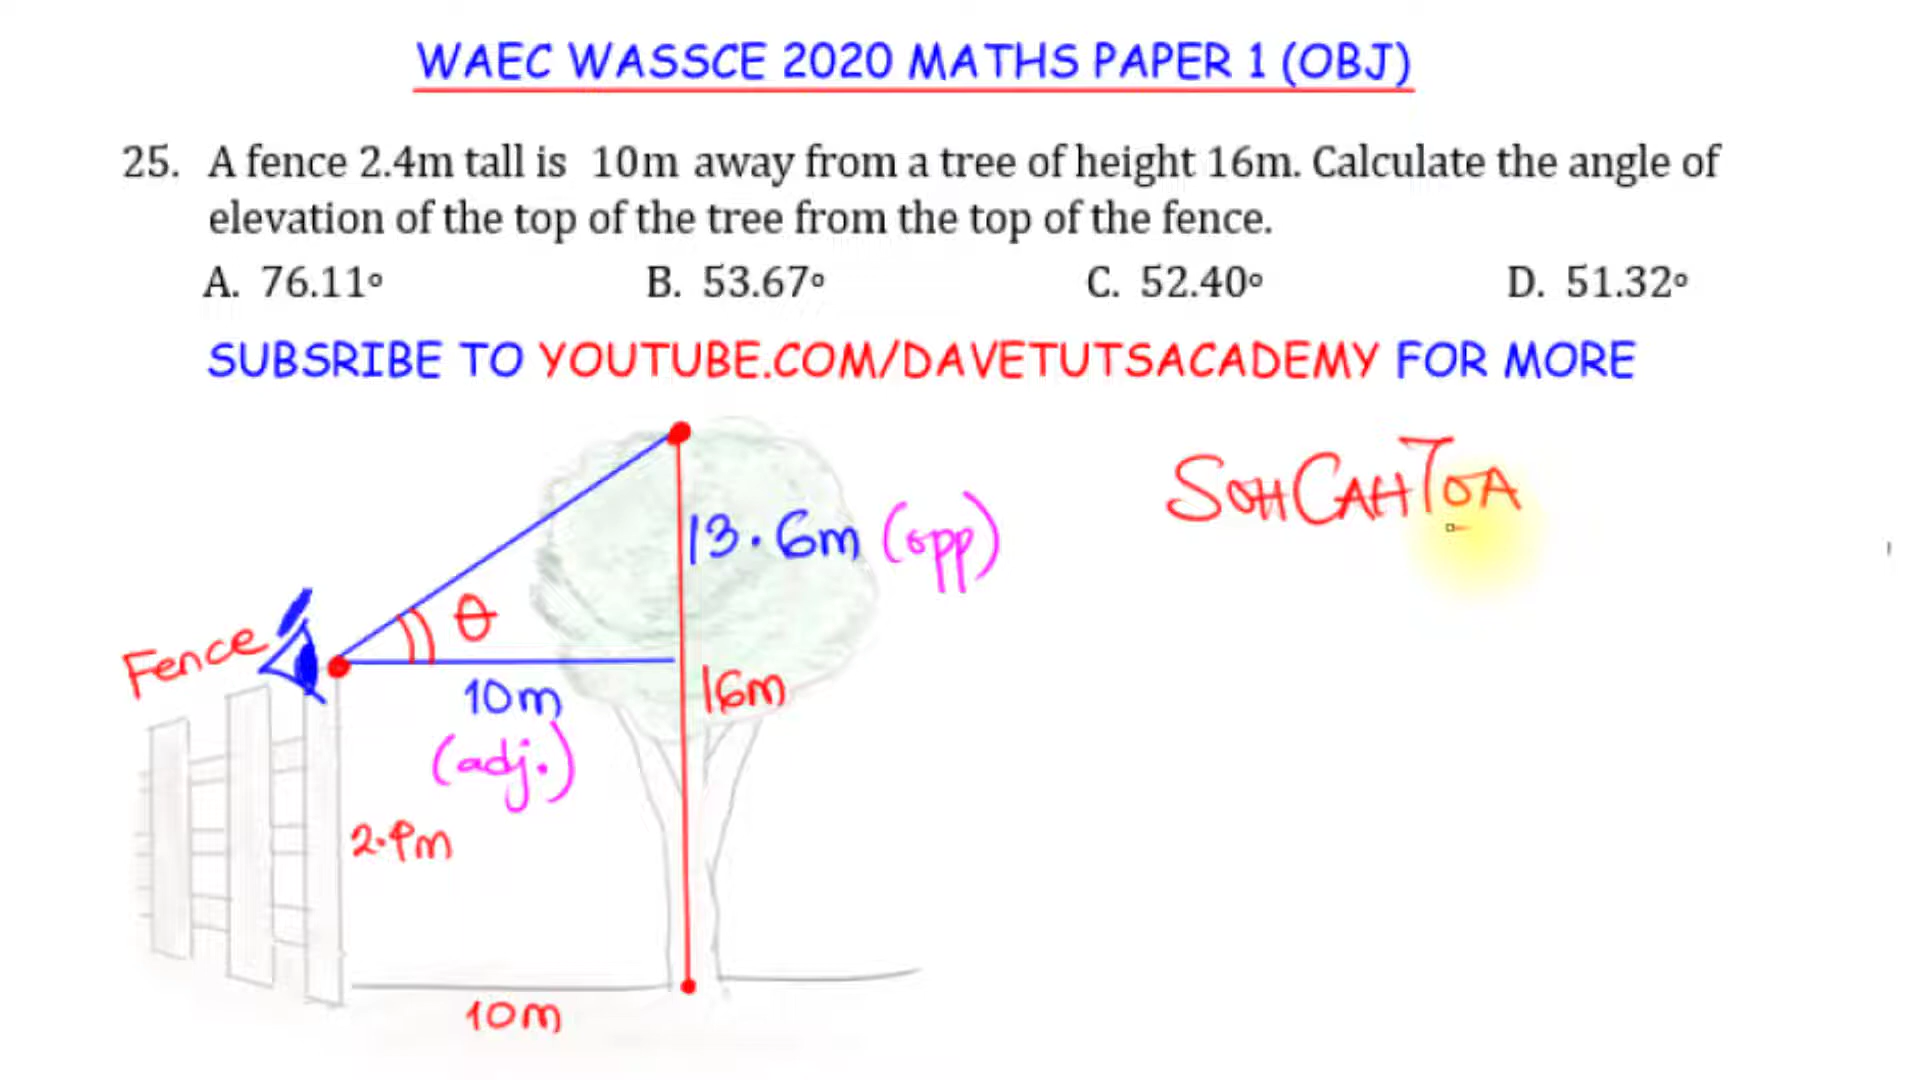 WAEC WASSCE 2020 MATHS PAPER 1 (OBJ)
25. A fence 2.4m tall is 10m away from a tree of height 16m. Calculate the angle of
elevation of the top of the tree from the top of the fence.
A. 76.11° B. 53.67° C. 52.40° D. 51.32°
SUBSRIBE TO YOUTUBE.COM/DAVETUTSACADEMY FOR MORE
SOHCAHTOA
13.6m (opp)
θ
Fence
10m
16m
(adj.)
2.4m
10m